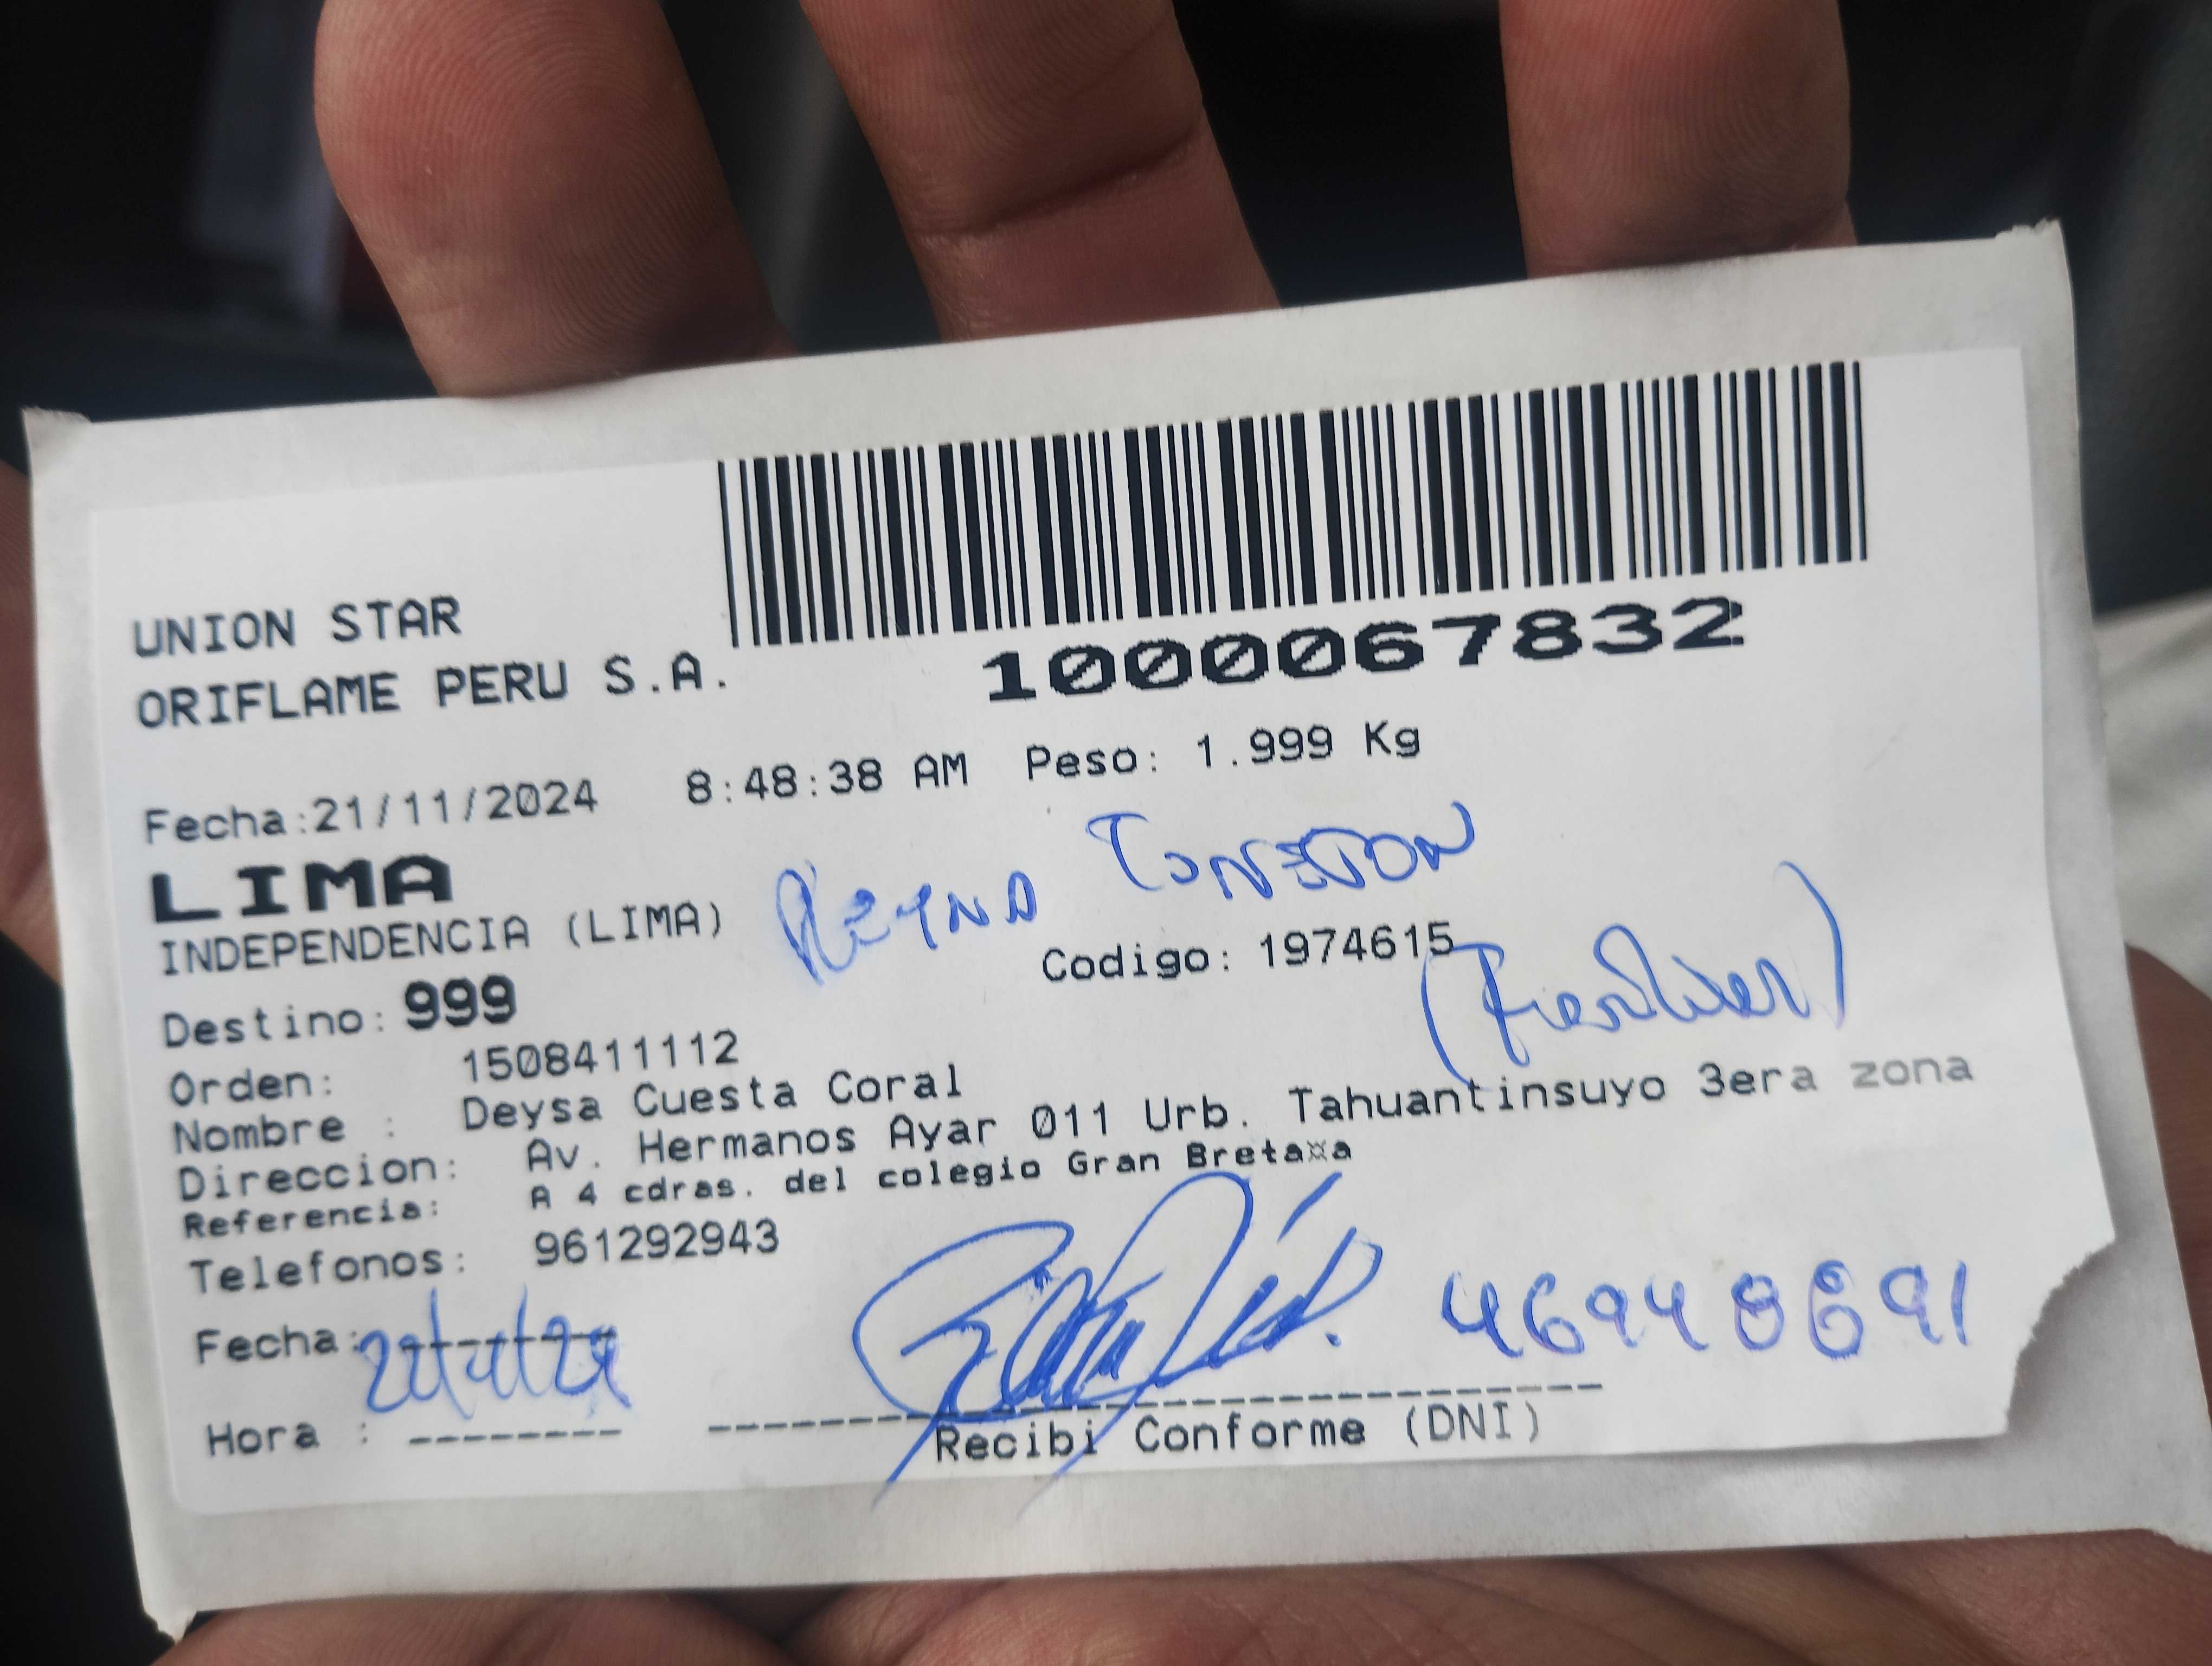 UNION STAR
ORIFLAME PERU S.A.
1000067832
Fecha:21/11/2024 8:48:38 AM Peso: 1.999 Kg
LIMA
INDEPENDENCIA (LIMA)
Codigo: 1974615
Destino: 999
Orden: 1508411112
Nombre : Deysa Cuesta Coral
Direccion: Av. Hermanos Ayar 011 Urb. Tahuantinsuyo 3era zona
Referencia: A 4 cdras. del colegio Gran Breta¤a
Telefonos: 961292943
Fecha:
46948691
Hora :
Recibi Conforme (DNI)